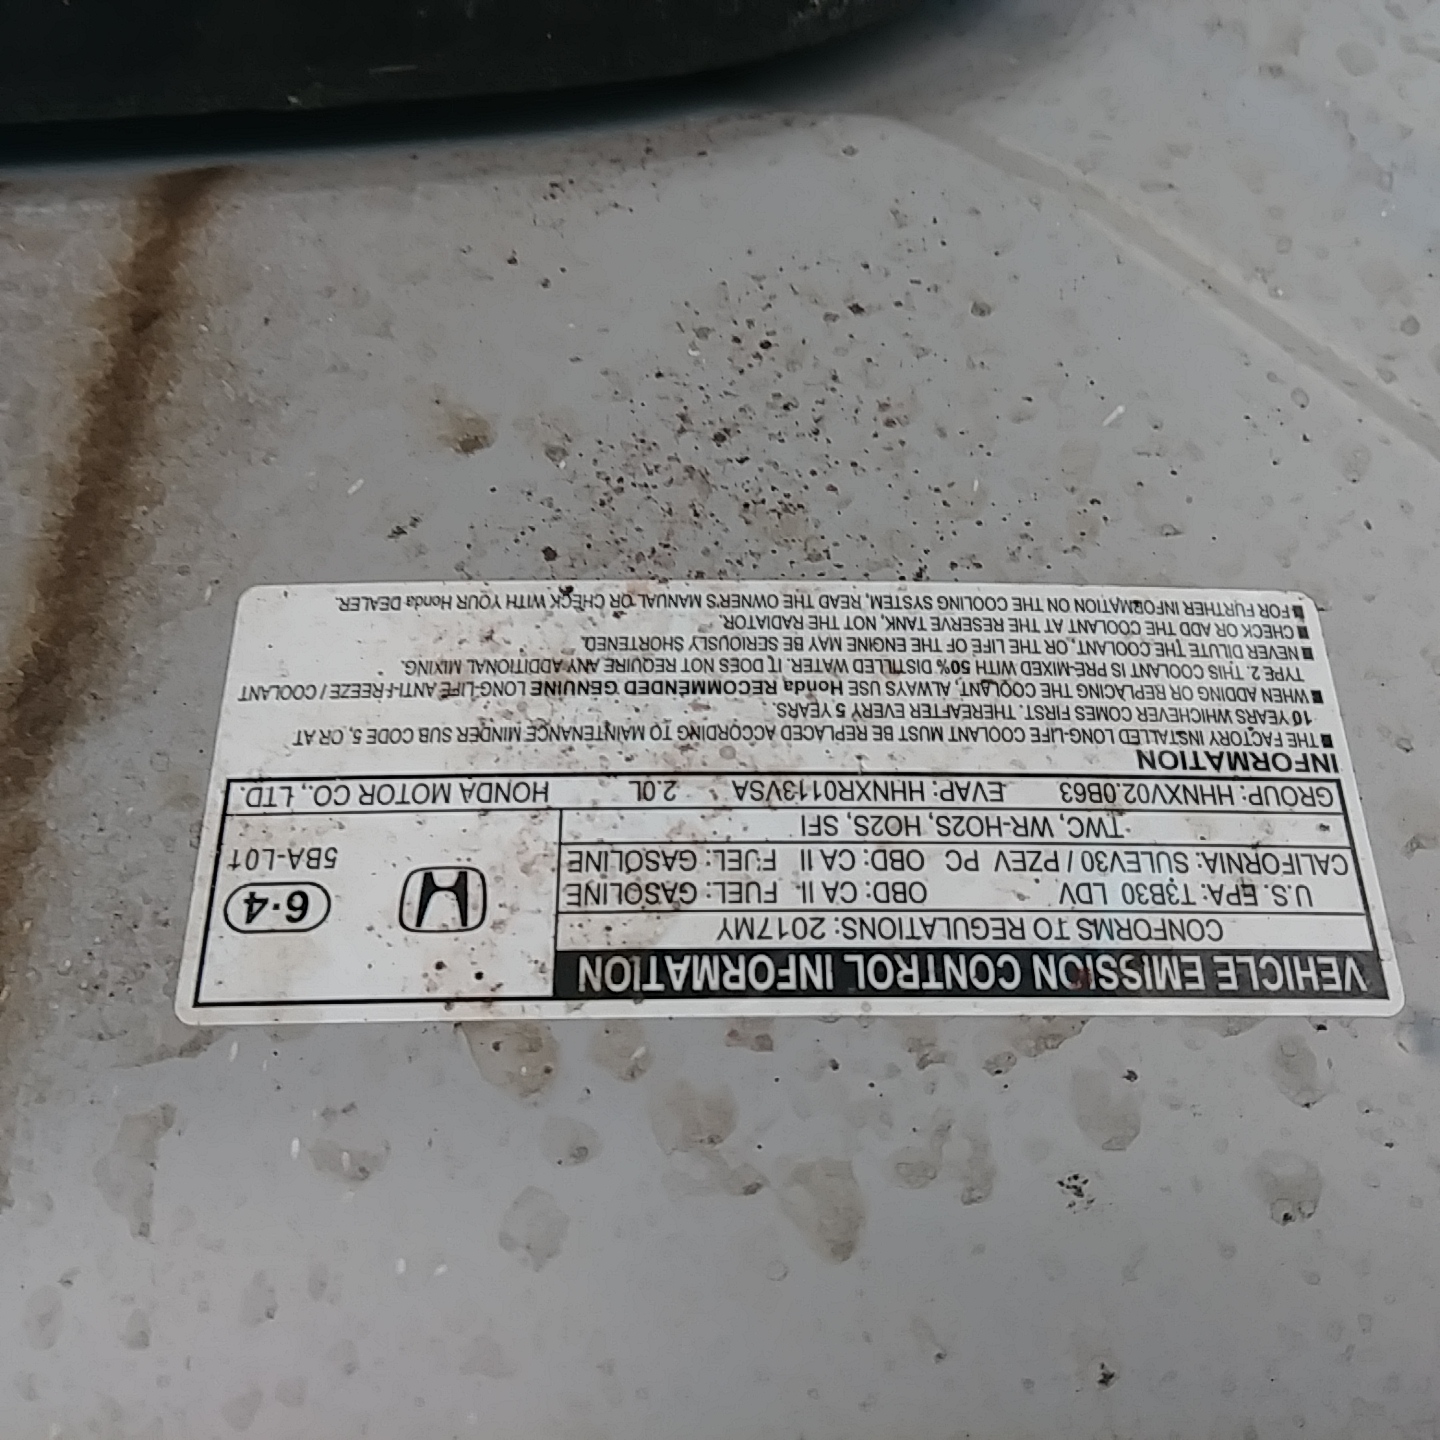 VEHICLE EMISSION CONTROL INFORMATION
CONFORMS TO REGULATIONS: 2017MY
U.S. EPA: T3B30 LDV OBD: CA II FUEL: GASOLINE
CALIFORNIA: SULEV30 / PZEV PC OBD: CA II FUEL: GASOLINE
TWC, WR-HO2S, HO2S, SFI
6·4
5BA-L01
GROUP: HHNXV02.0B63 EVAP: HHNXR0113VSA 2.0L HONDA MOTOR CO., LTD.
INFORMATION
■ THE FACTORY INSTALLED LONG-LIFE COOLANT MUST BE REPLACED ACCORDING TO MAINTENANCE MINDER SUB CODE 5, OR, AT
10 YEARS WHICHEVER COMES FIRST. THEREAFTER EVERY 5 YEARS.
■ WHEN ADDING OR REPLACING THE COOLANT, ALWAYS USE Honda RECOMMENDED GENUINE LONG-LIFE ANTI-FREEZE / COOLANT
TYPE 2. THIS COOLANT IS PRE-MIXED WITH 50% DISTILLED WATER. IT DOES NOT REQUIRE ANY ADDITIONAL MIXING.
■ NEVER DILUTE THE COOLANT, OR THE LIFE OF THE ENGINE MAY BE SERIOUSLY SHORTENED.
■ CHECK OR ADD THE COOLANT AT THE RESERVE TANK, NOT THE RADIATOR.
■ FOR FURTHER INFORMATION ON THE COOLING SYSTEM, READ THE OWNER'S MANUAL OR CHECK WITH YOUR Honda DEALER.